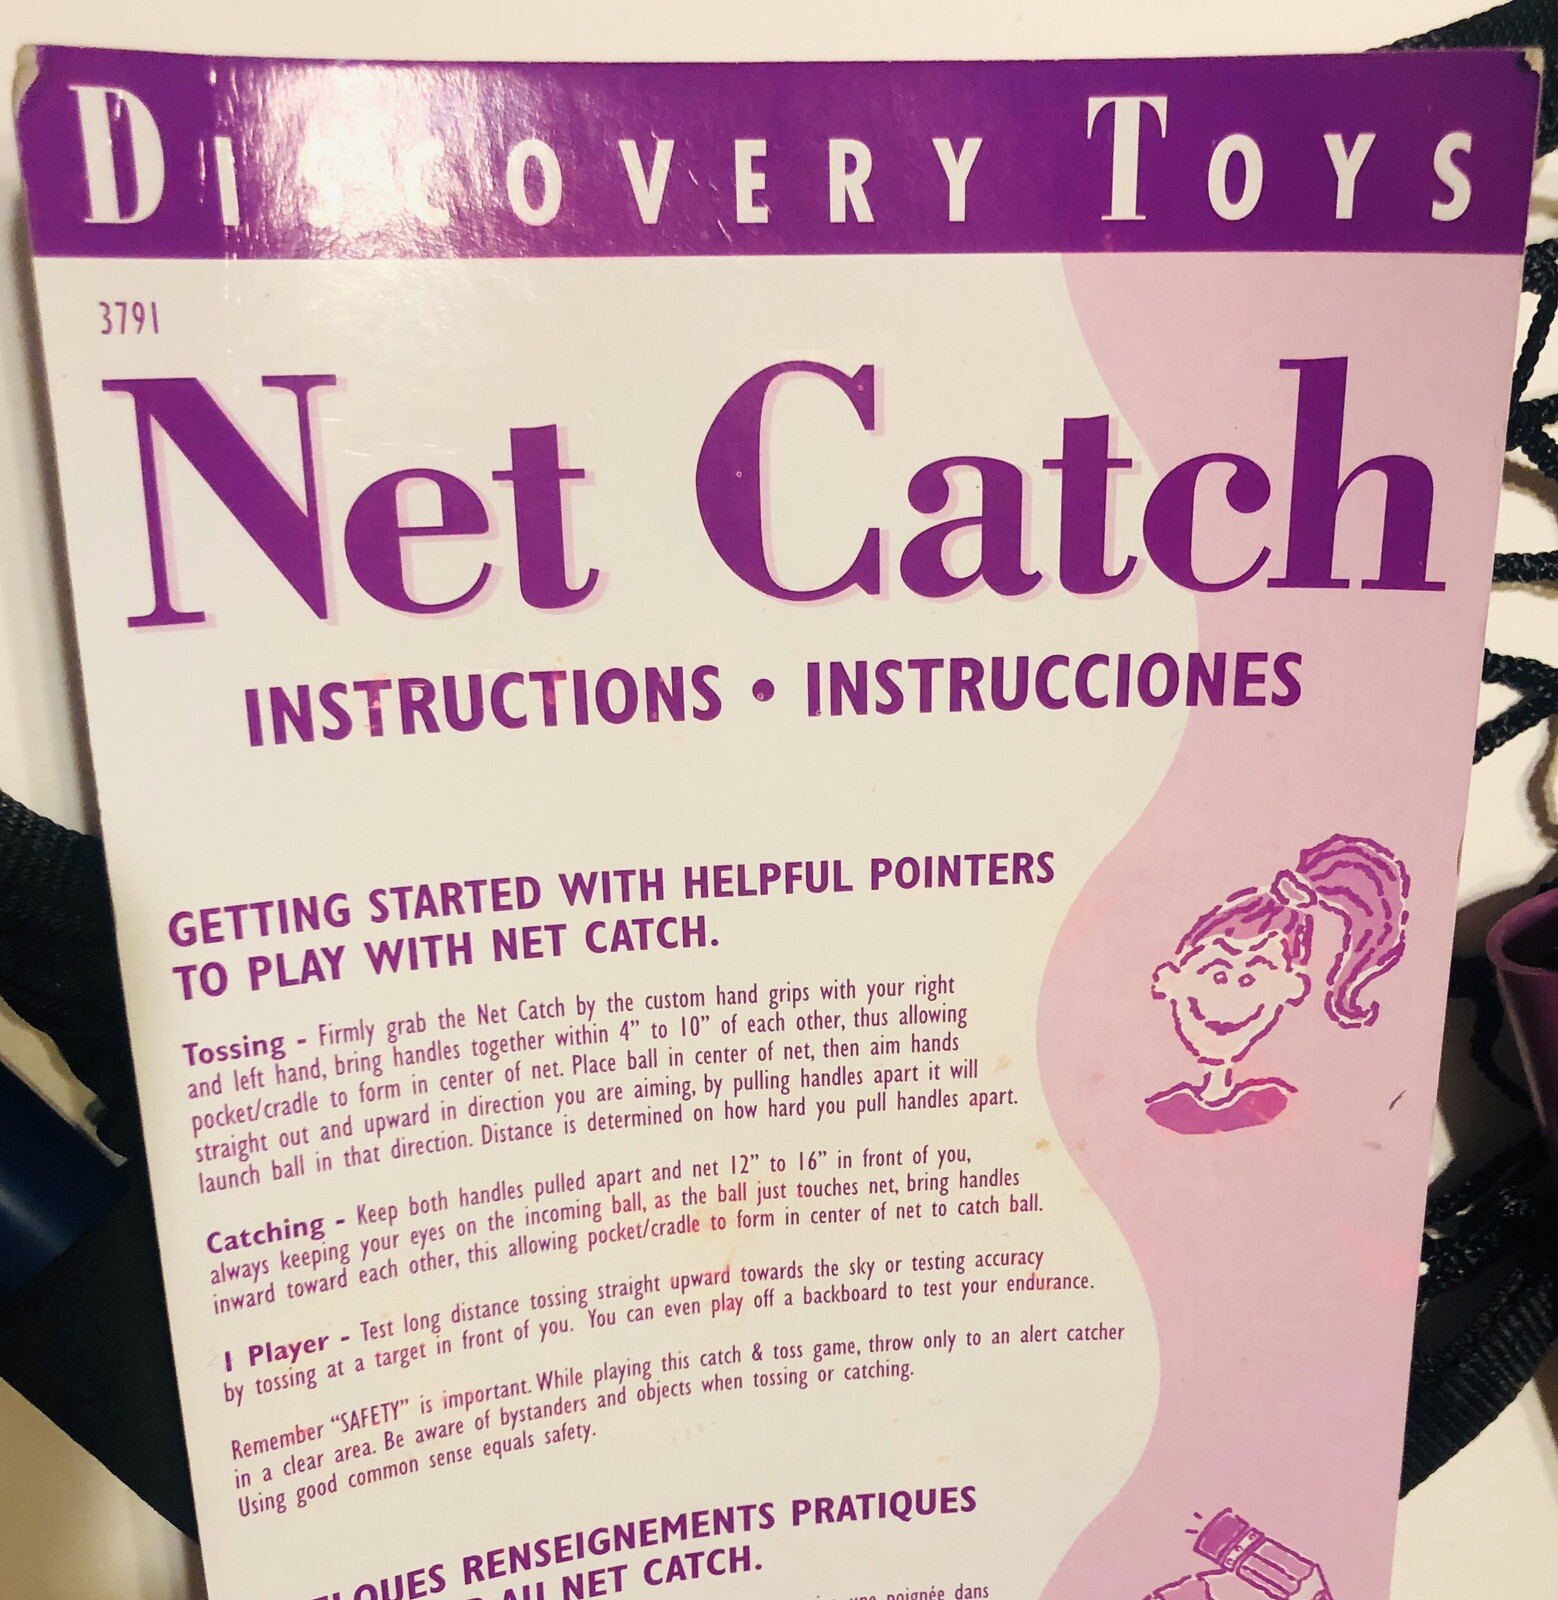 DISCOVERY TOYS
3791
Net Catch
INSTRUCTIONS • INSTRUCCIONES
GETTING STARTED WITH HELPFUL POINTERS
TO PLAY WITH NET CATCH.
Tossing - Firmly grab the Net Catch by the custom hand grips with your right
and left hand, bring handles together within 4” to 10” of each other, thus allowing
pocket/cradle to form in center of net. Place ball in center of net, then aim hands
straight out and upward in direction you are aiming, by pulling handles apart it will
launch ball in that direction. Distance is determined on how hard you pull handles apart.
Catching - Keep both handles pulled apart and net 12” to 16” in front of you,
always keeping your eyes on the incoming ball, as the ball just touches net, bring handles
inward toward each other, this allowing pocket/cradle to form in center of net to catch ball.
1 Player - Test long distance tossing straight upward towards the sky or testing accuracy
by tossing at a target in front of you. You can even play off a backboard to test your endurance.
Remember “SAFETY” is important. While playing this catch & toss game, throw only to an alert catcher
in a clear area. Be aware of bystanders and objects when tossing or catching.
Using good common sense equals safety.
RENSEIGNEMENTS PRATIQUES
AU NET CATCH.
poignée dans